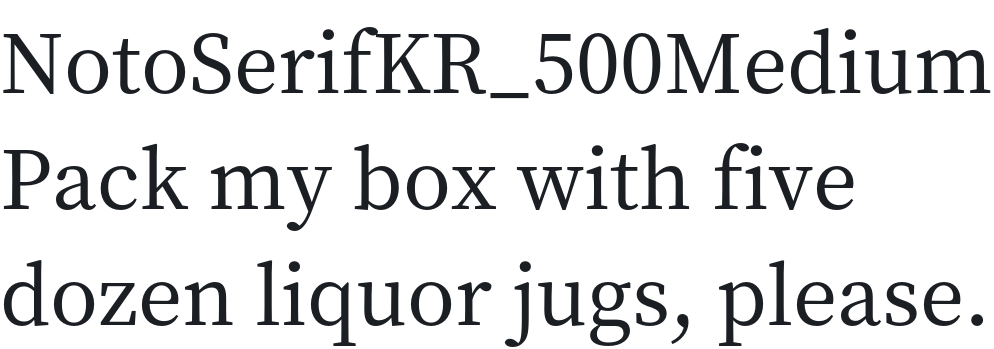 NotoSerifKR_500Medium
Pack my box with five
dozen liquor jugs, please.